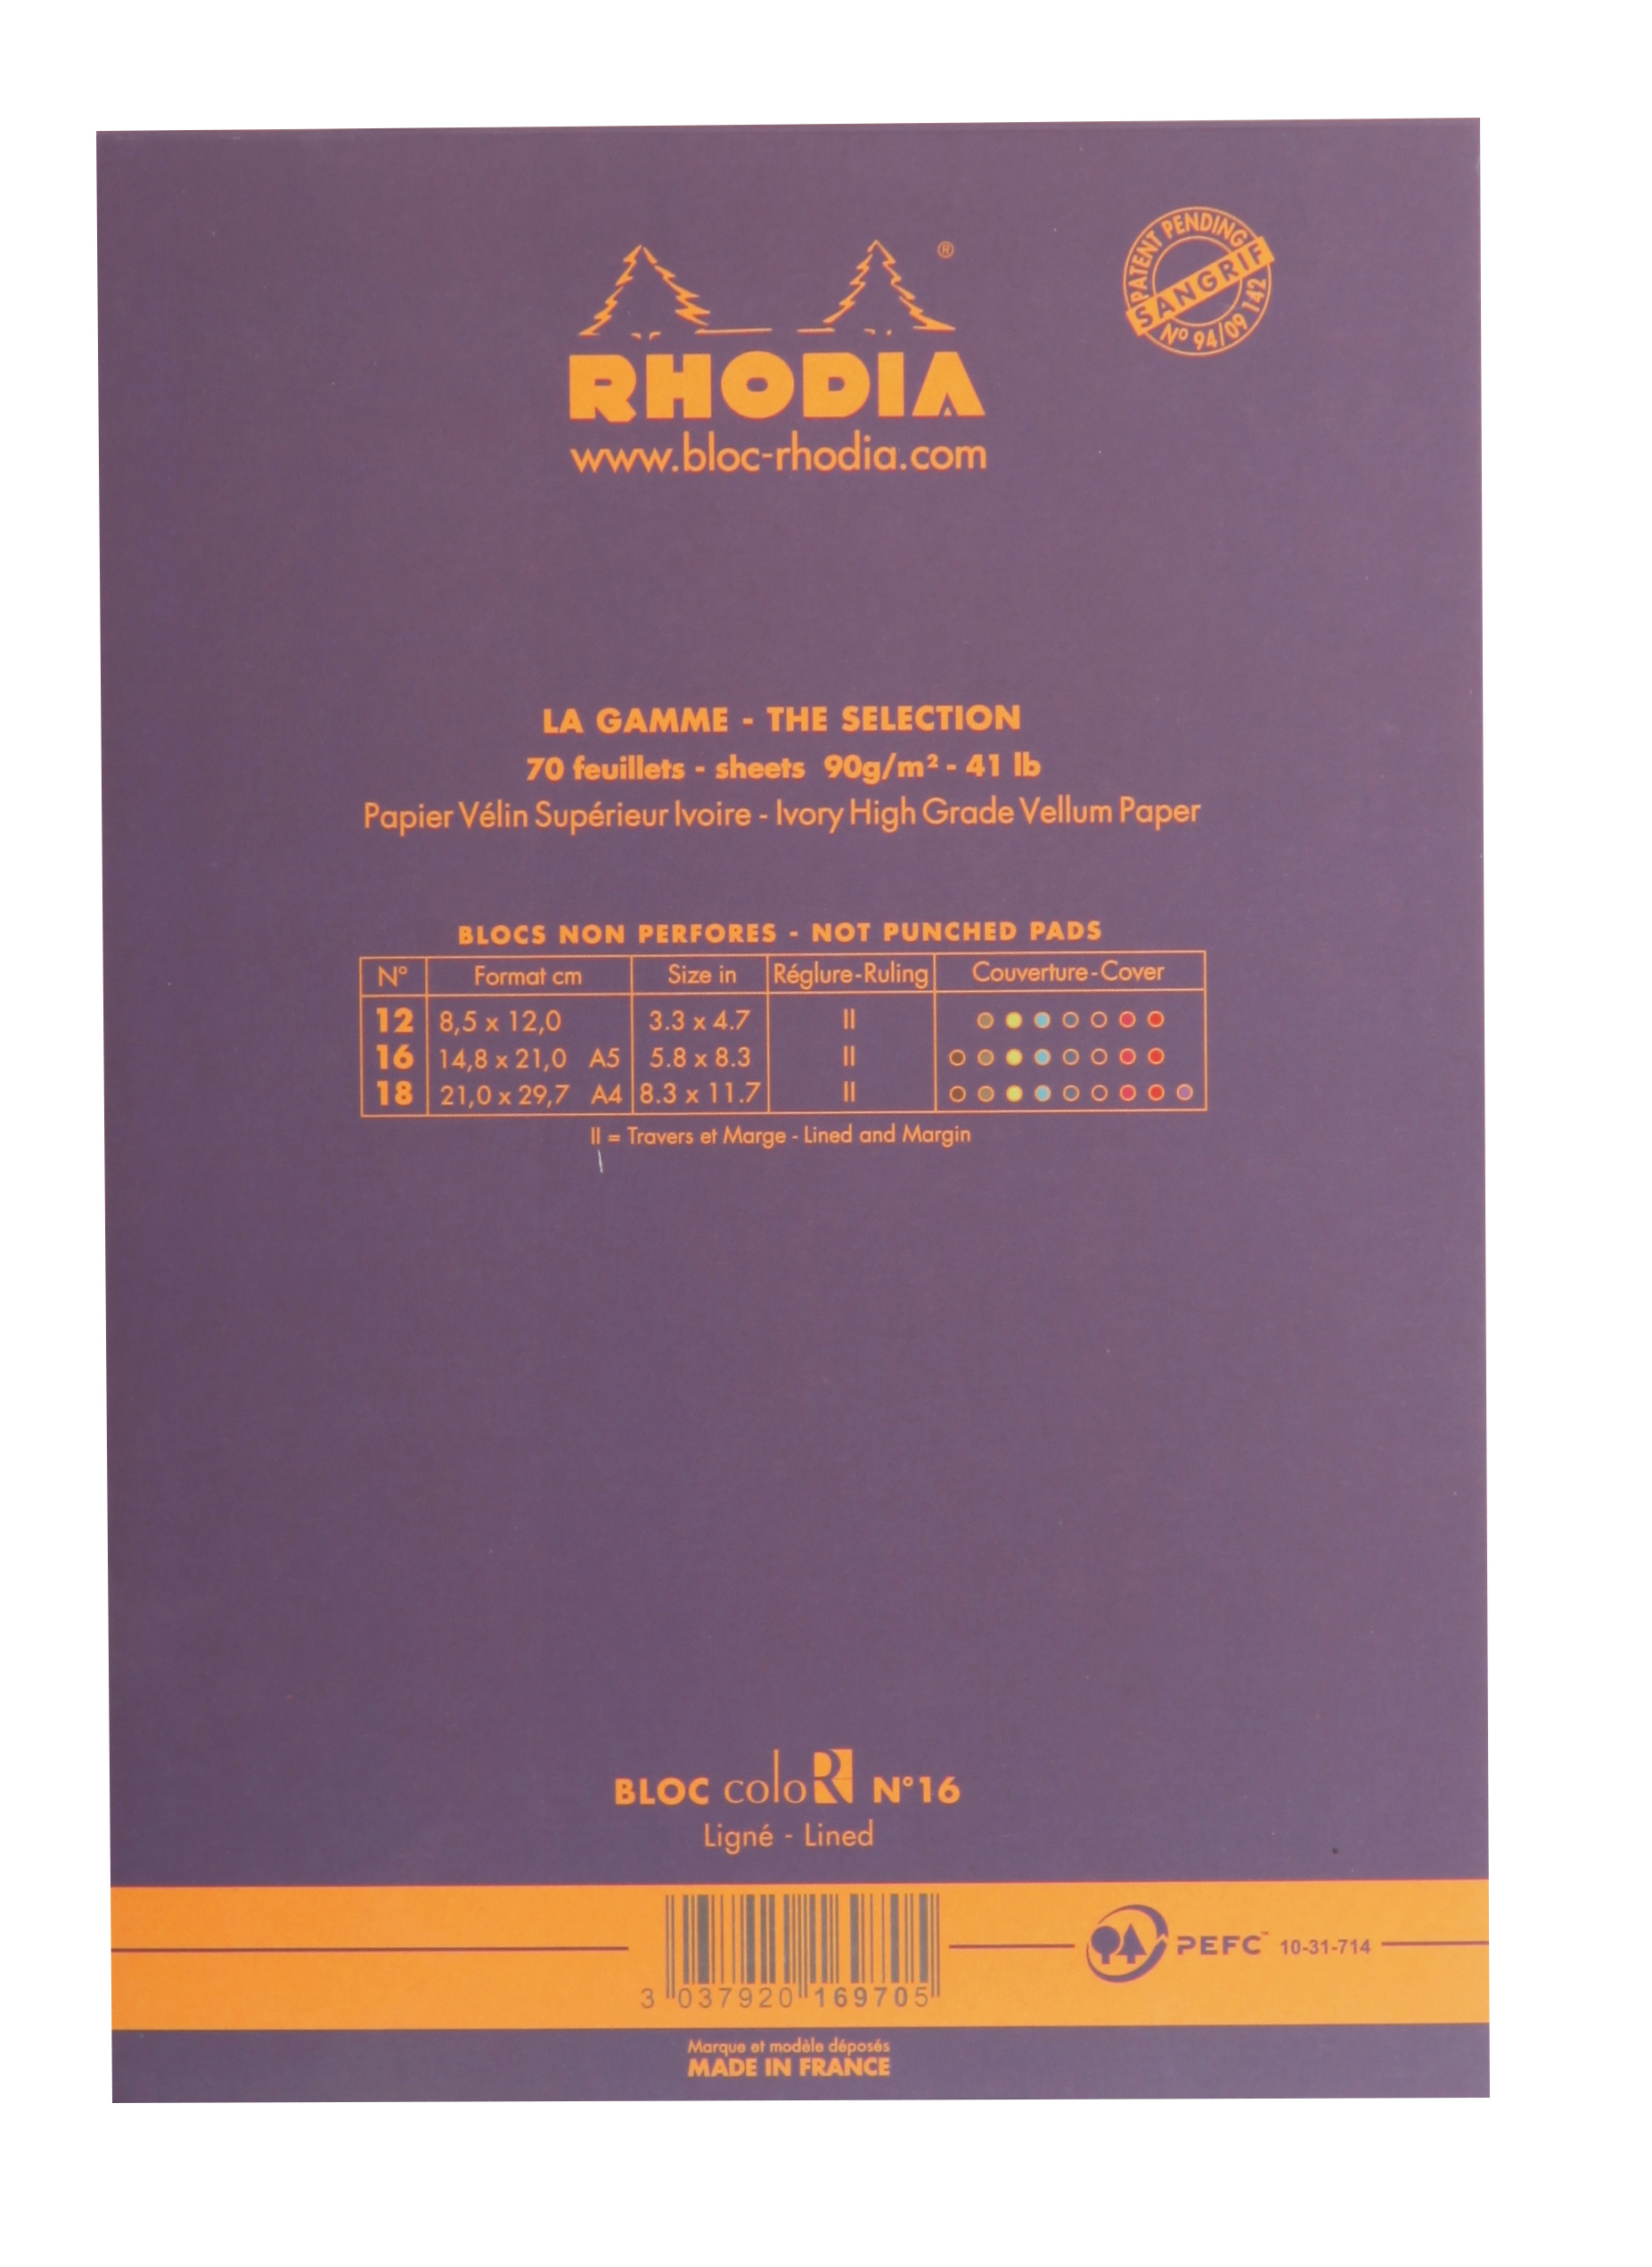 ®
PATENT PENDING
SANGRIF
N° 94/09 142
RHODIA
www.bloc-rhodia.com
LA GAMME - THE SELECTION
70 feuillets - sheets 90g/m² - 41 lb
Papier Vélin Supérieur Ivoire - Ivory High Grade Vellum Paper
BLOCS NON PERFORES - NOT PUNCHED PADS
N° Format cm Size in Réglure-Ruling Couverture-Cover
12 8,5 x 12,0 3.3 x 4.7 II
16 14,8 x 21,0 A5 5.8 x 8.3 II
18 21,0 x 29,7 A4 8.3 x 11.7 II
II = Travers et Marge - Lined and Margin
BLOC coloR N°16
Ligné - Lined
PEFC™ 10-31-714
3 037920 169705
Marque et modèle déposés
MADE IN FRANCE